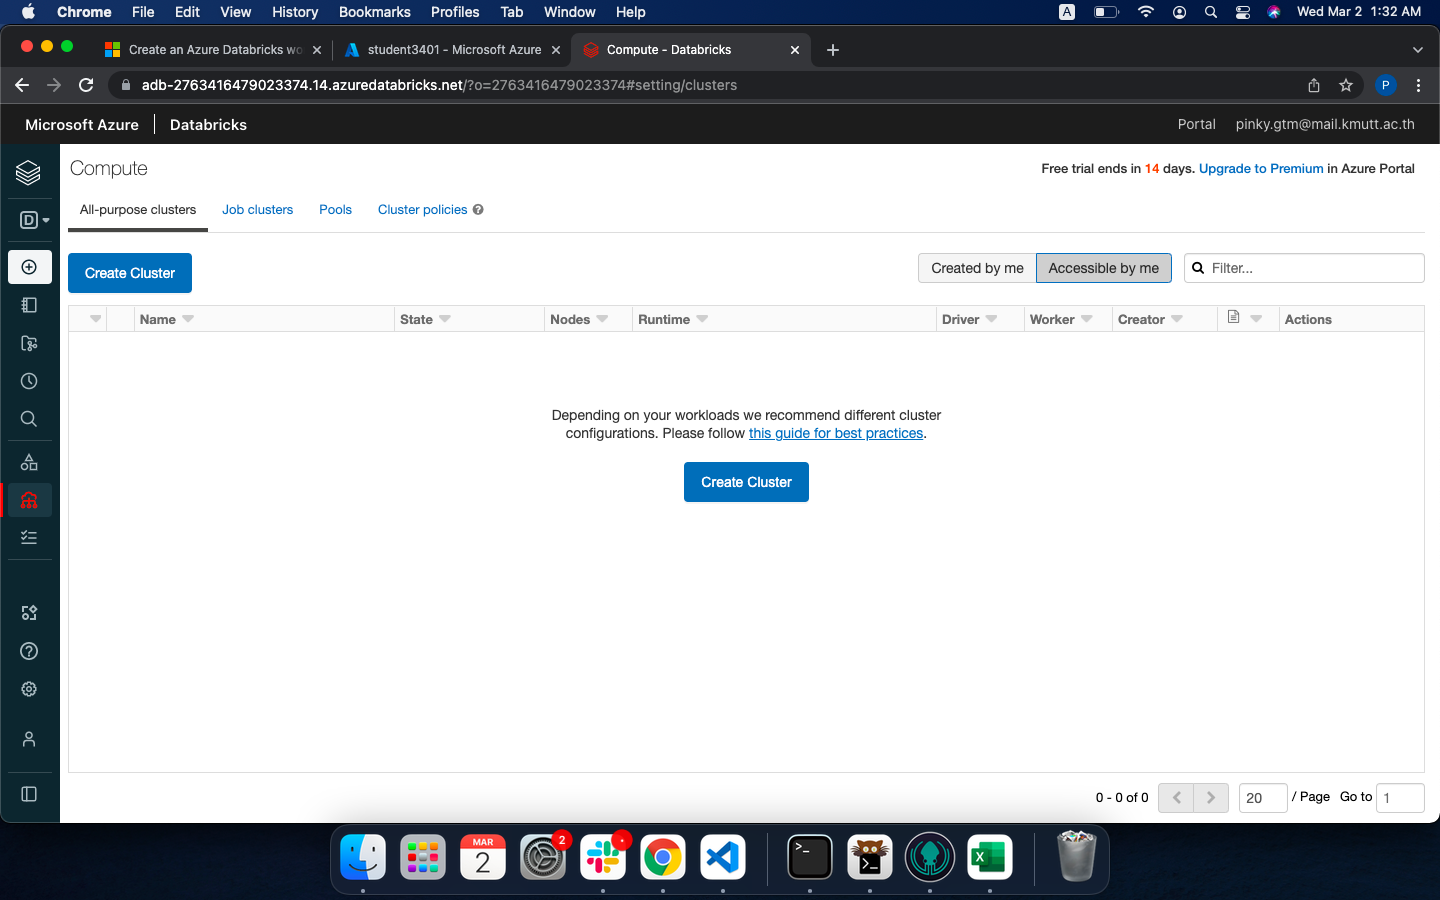 Chrome File Edit View History Bookmarks Profiles Tab Window Help A Wed Mar 2 1:32 AM
Create an Azure Databricks wo student3401 - Microsoft Azure Compute - Databricks
adb-2763416479023374.14.azuredatabricks.net/?o=2763416479023374#setting/clusters P
Microsoft Azure Databricks Portal pinky.gtm@mail.kmutt.ac.th
Compute Free trial ends in 14 days. Upgrade to Premium in Azure Portal
All-purpose clusters Job clusters Pools Cluster policies ?
D
Create Cluster Created by me Accessible by me Filter...
Name State Nodes Runtime Driver Worker Creator Actions
Depending on your workloads we recommend different cluster
configurations. Please follow this guide for best practices.
Create Cluster
0 - 0 of 0 20 / Page Go to 1
MAR
2
2
>_
>_
X